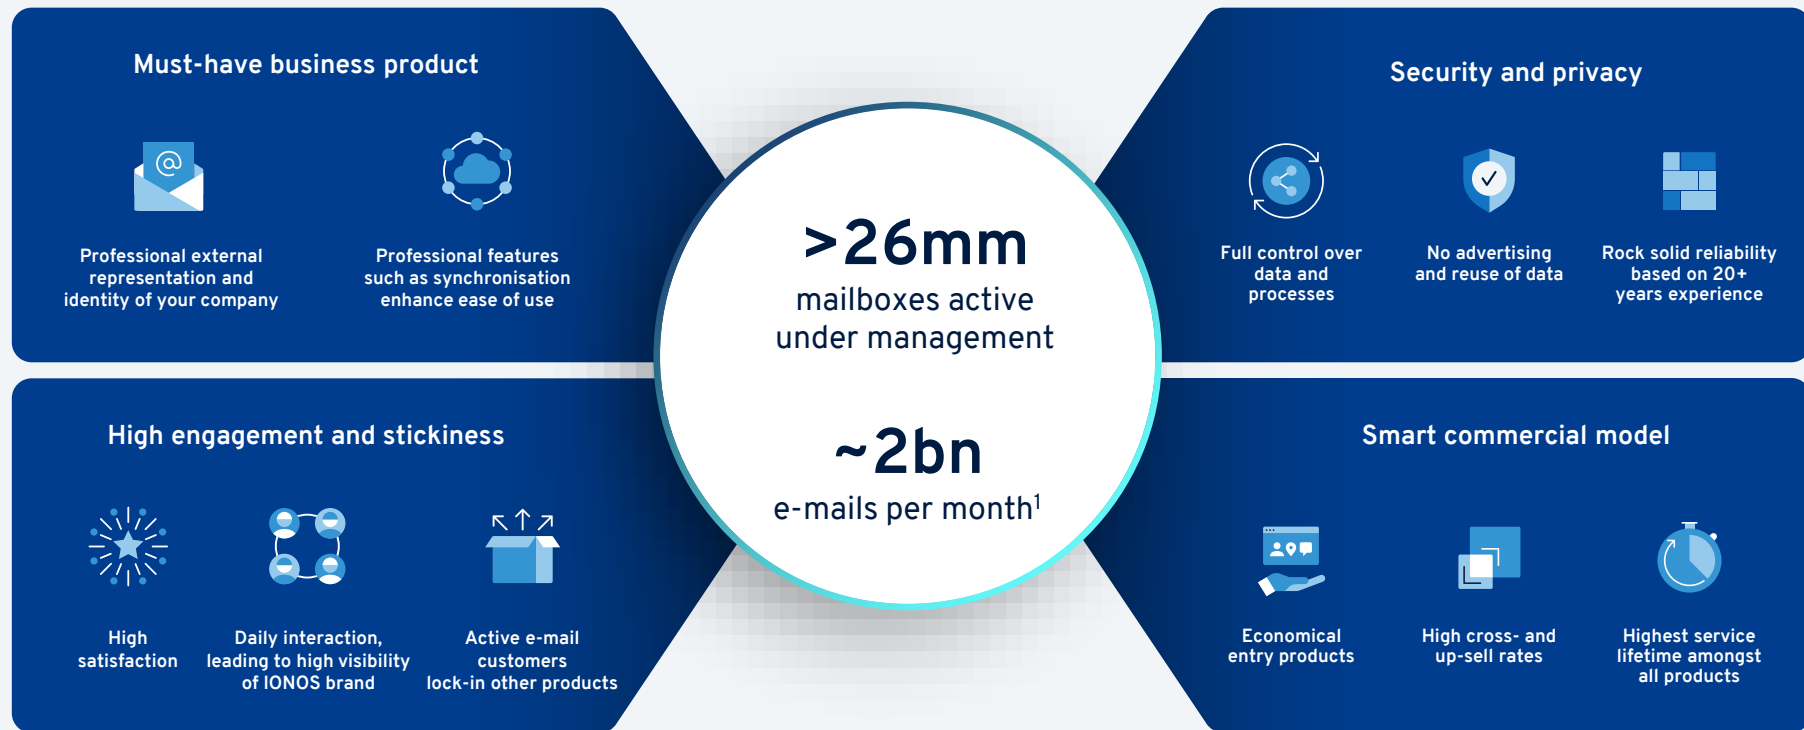 Must-have business product
Professional external
representation and
identity of your company
Professional features
such as synchronisation
enhance ease of use
Security and privacy
Full control over
data and
processes
No advertising
and reuse of data
Rock solid reliability
based on 20+
years experience
>26mm
mailboxes active
under management
~2bn
e-mails per month¹
High engagement and stickiness
High
satisfaction
Daily interaction,
leading to high visibility
of IONOS brand
Active e-mail
customers
lock-in other products
Smart commercial model
Economical
entry products
High cross- and
up-sell rates
Highest service
lifetime amongst
all products